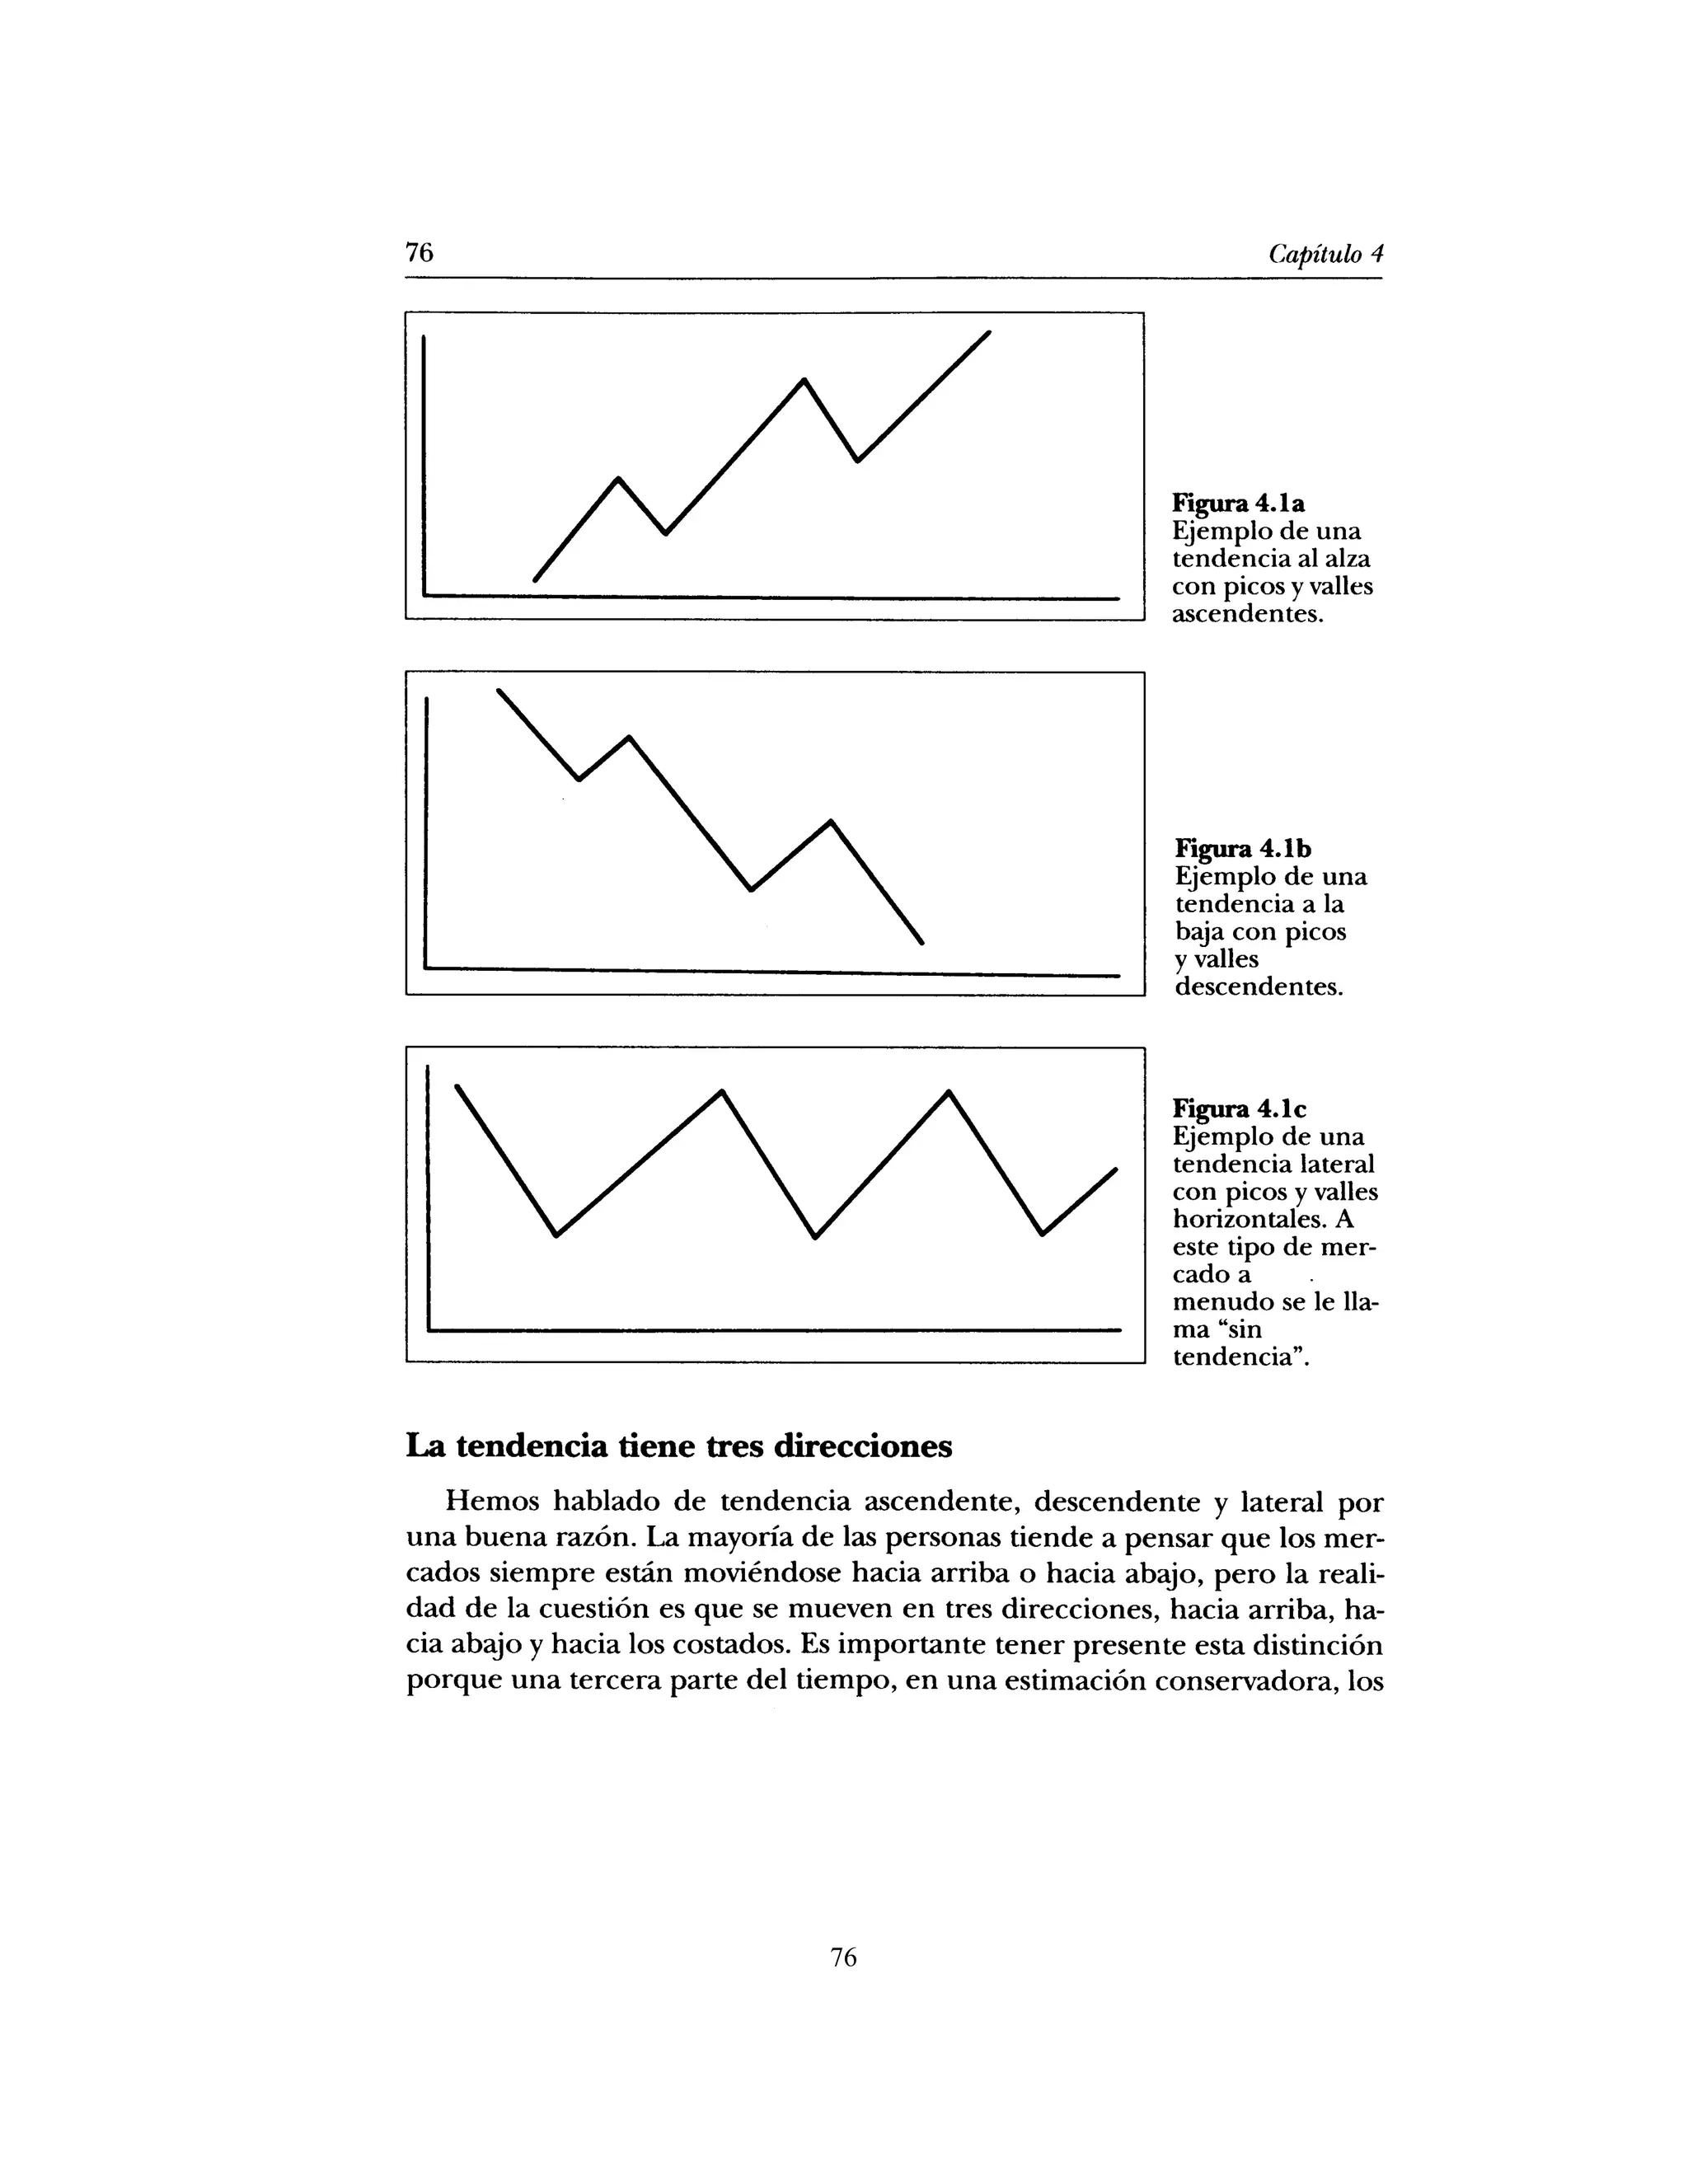 76
Capítulo 4
Figura 4.1a
Ejemplo de una
tendencia al alza
con picos y valles
ascendentes.
Figura 4.1b
Ejemplo de una
tendencia a la
baja con picos
y valles
descendentes.
Figura 4.1c
Ejemplo de una
tendencia lateral
con picos y valles
horizontales. A
este tipo de mer-
cado a
menudo se le lla-
ma “sin
tendencia”.
La tendencia tiene tres direcciones
Hemos hablado de tendencia ascendente, descendente y lateral por
una buena razón. La mayoría de las personas tiende a pensar que los mer-
cados siempre están moviéndose hacia arriba o hacia abajo, pero la reali-
dad de la cuestión es que se mueven en tres direcciones, hacia arriba, ha-
cia abajo y hacia los costados. Es importante tener presente esta distinción
porque una tercera parte del tiempo, en una estimación conservadora, los
76